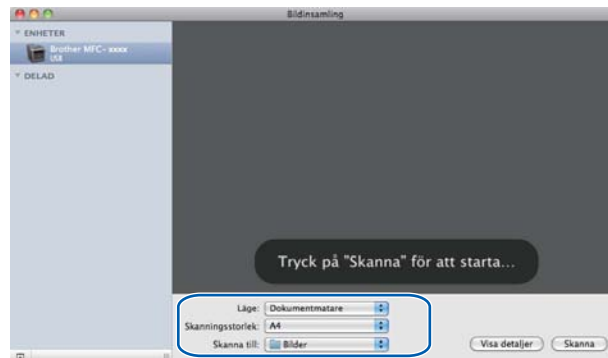 Bildinsamling
ENHETER
Brother MFC- xxxx
USB
DELAD
Tryck på "Skanna" för att starta...
Läge: Dokumentmatare
Skanningsstorlek: A4
Skanna till: Bilder
Visa detaljer Skanna